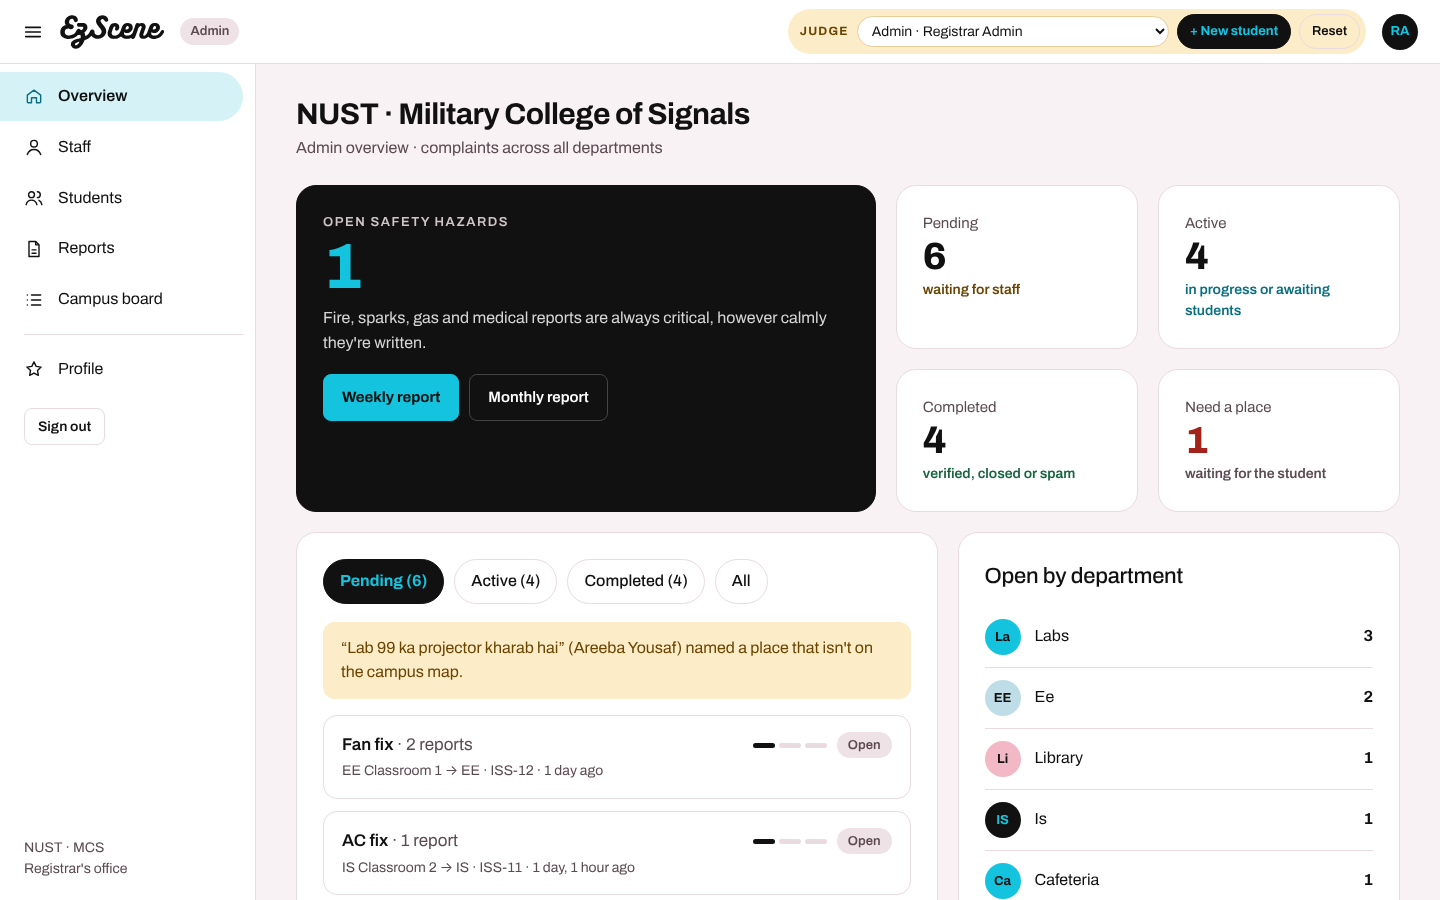 EzScene
Admin
JUDGE
Admin · Registrar Admin
+ New student
Reset
RA
Overview
Staff
Students
Reports
Campus board
Profile
Sign out
NUST · MCS
Registrar's office
NUST · Military College of Signals
Admin overview · complaints across all departments
OPEN SAFETY HAZARDS
1
Fire, sparks, gas and medical reports are always critical, however calmly
they're written.
Weekly report
Monthly report
Pending
6
waiting for staff
Active
4
in progress or awaiting
students
Completed
4
verified, closed or spam
Need a place
1
waiting for the student
Pending (6)
Active (4)
Completed (4)
All
“Lab 99 ka projector kharab hai” (Areeba Yousaf) named a place that isn't on
the campus map.
Fan fix · 2 reports
Open
EE Classroom 1 → EE · ISS-12 · 1 day ago
AC fix · 1 report
Open
IS Classroom 2 → IS · ISS-11 · 1 day, 1 hour ago
Open by department
La Labs 3
EE Ee 2
Li Library 1
IS Is 1
Ca Cafeteria 1